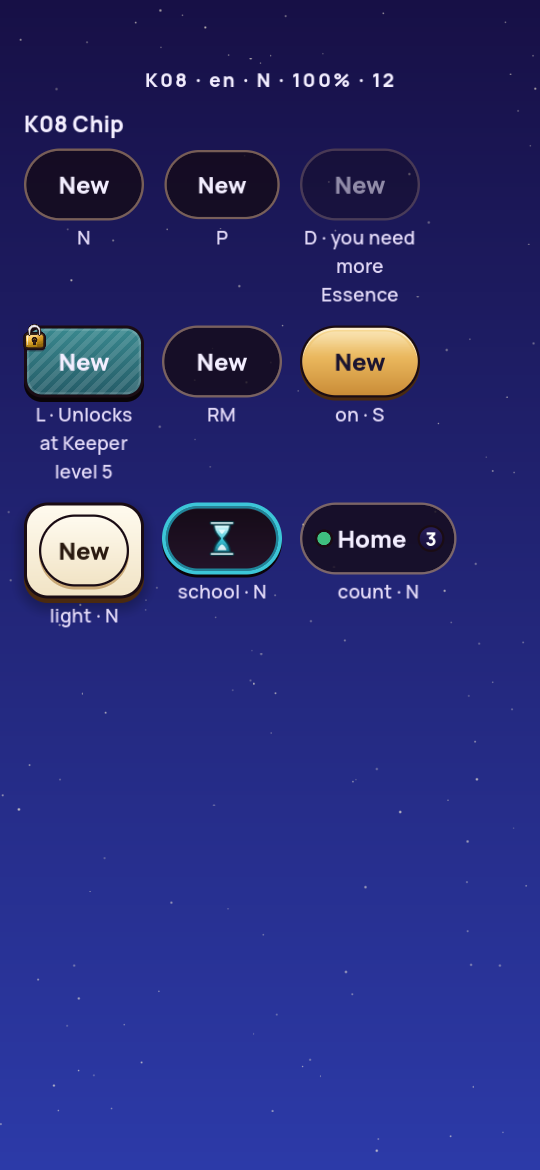 K08 · en · N · 100% · 12
K08 Chip
New
New
New
N
P
D · you need
more
Essence
New
New
New
L · Unlocks
at Keeper
level 5
RM
on · S
New
Home 3
light · N
school · N
count · N